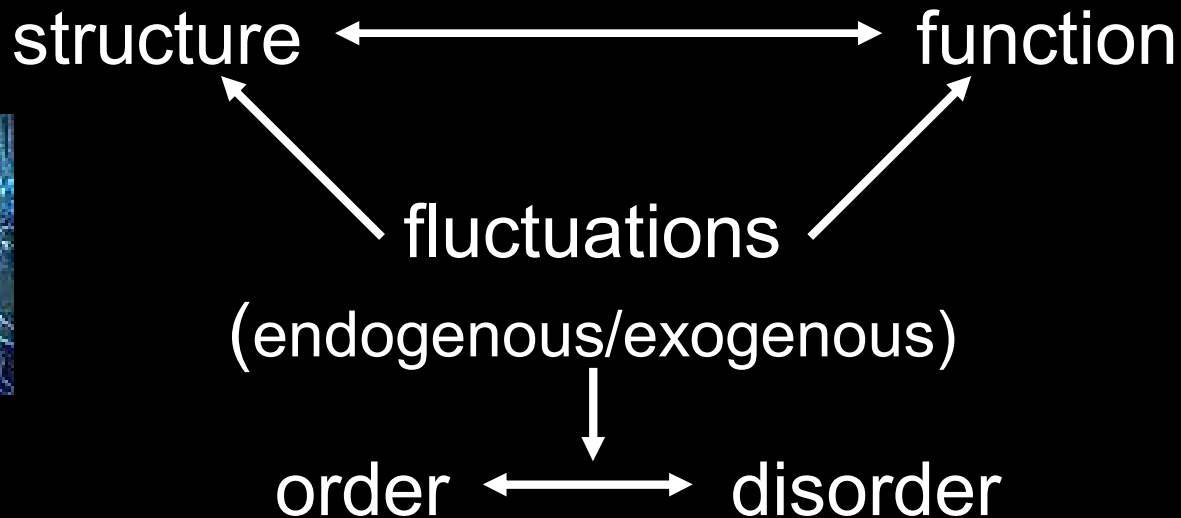 structure function
fluctuations
(endogenous/exogenous)
order disorder